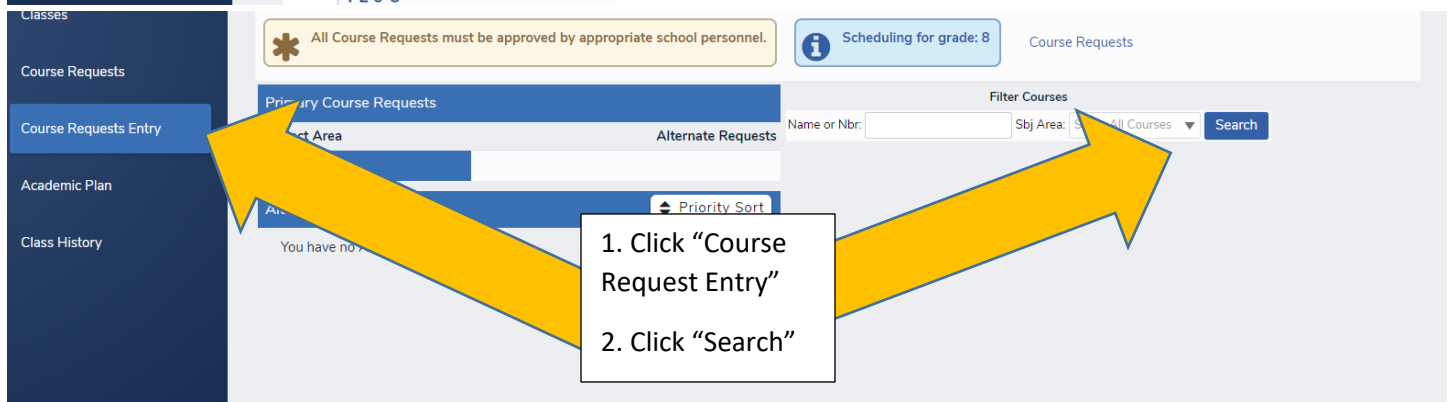 Classes
All Course Requests must be approved by appropriate school personnel.
Scheduling for grade: 8
Course Requests
Course Requests
Primary Course Requests
Filter Courses
Course Requests Entry
Area
Alternate Requests
Name or Nbr:
Sbj Area:
All Courses
Search
Academic Plan
Priority Sort
Class History
You have no
1. Click “Course
Request Entry”
2. Click “Search”